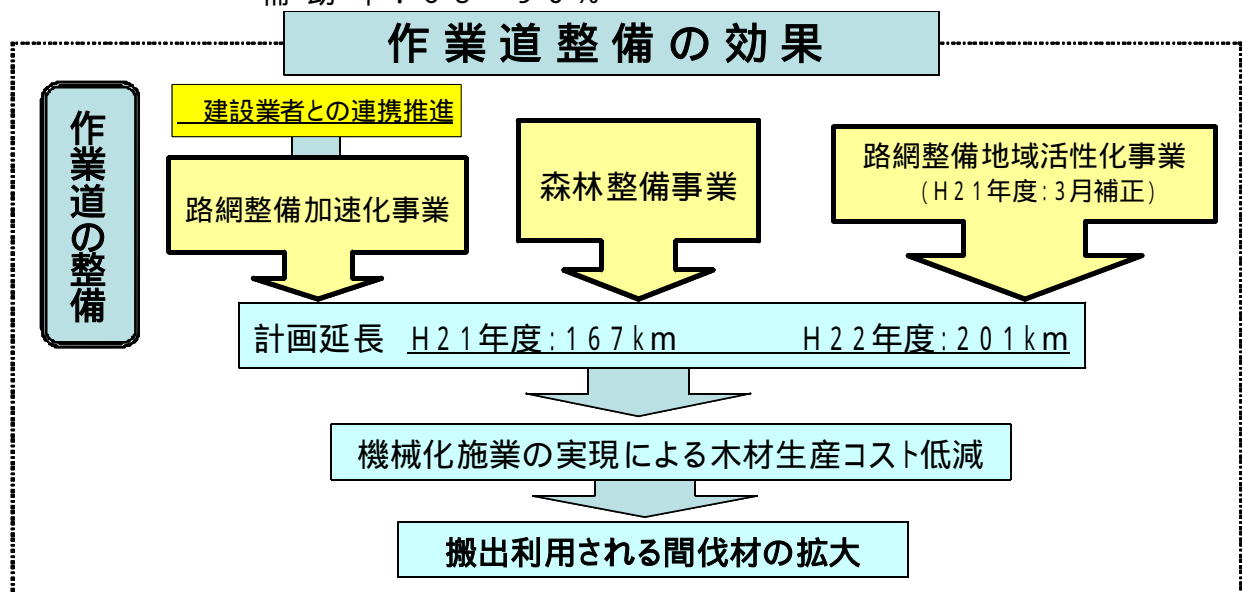 作業道整備の効果
作業道の整備
建設業者との連携推進
路網整備加速化事業
森林整備事業
路網整備地域活性化事業
(H21年度:3月補正)
計画延長 H21年度:167km H22年度:201km
機械化施業の実現による木材生産コスト低減
搬出利用される間伐材の拡大